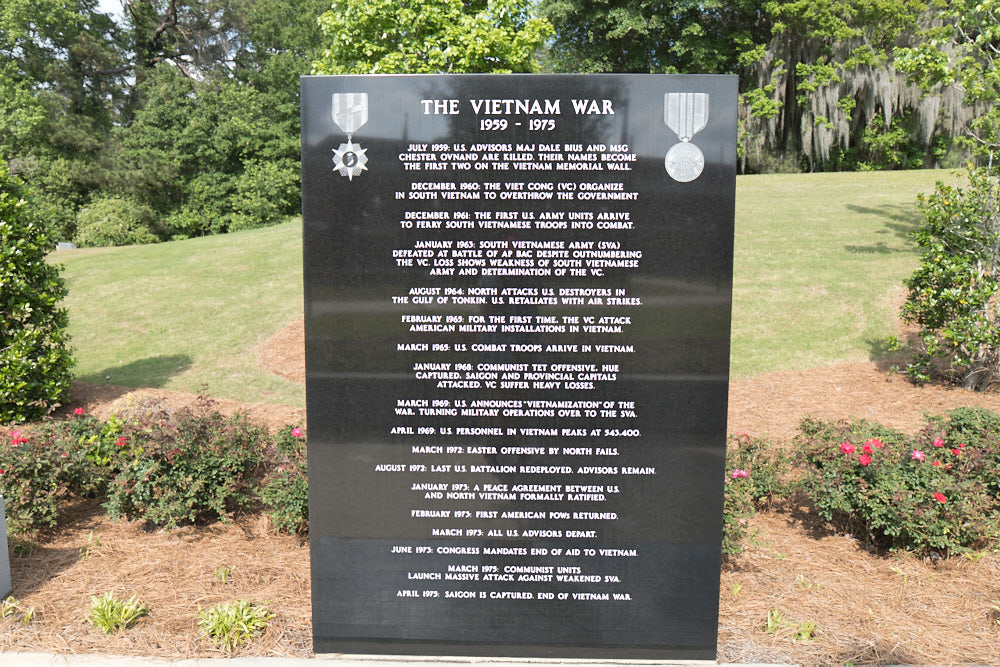 THE VIETNAM WAR
1959 - 1975
JULY 1959: U.S. ADVISORS MAJ DALE BIUS AND MSG
CHESTER OVNAND ARE KILLED. THEIR NAMES BECOME
THE FIRST TWO ON THE VIETNAM MEMORIAL WALL.
DECEMBER 1960: THE VIET CONG (VC) ORGANIZE
IN SOUTH VIETNAM TO OVERTHROW THE GOVERNMENT
DECEMBER 1961: THE FIRST U.S. ARMY UNITS ARRIVE
TO FERRY SOUTH VIETNAMESE TROOPS INTO COMBAT.
JANUARY 1963: SOUTH VIETNAMESE ARMY (SVA)
DEFEATED AT BATTLE OF AP BAC DESPITE OUTNUMBERING
THE VC. LOSS SHOWS WEAKNESS OF SOUTH VIETNAMESE
ARMY AND DETERMINATION OF THE VC.
AUGUST 1964: NORTH ATTACKS U.S. DESTROYERS IN
THE GULF OF TONKIN. U.S. RETALIATES WITH AIR STRIKES.
FEBRUARY 1965: FOR THE FIRST TIME, THE VC ATTACK
AMERICAN MILITARY INSTALLATIONS IN VIETNAM.
MARCH 1965: U.S. COMBAT TROOPS ARRIVE IN VIETNAM.
JANUARY 1968: COMMUNIST TET OFFENSIVE, HUE
CAPTURED, SAIGON AND PROVINCIAL CAPITALS
ATTACKED. VC SUFFER HEAVY LOSSES.
MARCH 1969: U.S. ANNOUNCES "VIETNAMIZATION" OF THE
WAR, TURNING MILITARY OPERATIONS OVER TO THE SVA.
APRIL 1969: U.S. PERSONNEL IN VIETNAM PEAKS AT 543,400.
MARCH 1972: EASTER OFFENSIVE BY NORTH FAILS.
AUGUST 1972: LAST U.S. BATTALION REDEPLOYED. ADVISORS REMAIN.
JANUARY 1973: A PEACE AGREEMENT BETWEEN U.S.
AND NORTH VIETNAM FORMALLY RATIFIED.
FEBRUARY 1973: FIRST AMERICAN POWs RETURNED.
MARCH 1973: ALL U.S. ADVISORS DEPART.
JUNE 1973: CONGRESS MANDATES END OF AID TO VIETNAM.
MARCH 1975: COMMUNIST UNITS
LAUNCH MASSIVE ATTACK AGAINST WEAKENED SVA.
APRIL 1975: SAIGON IS CAPTURED. END OF VIETNAM WAR.